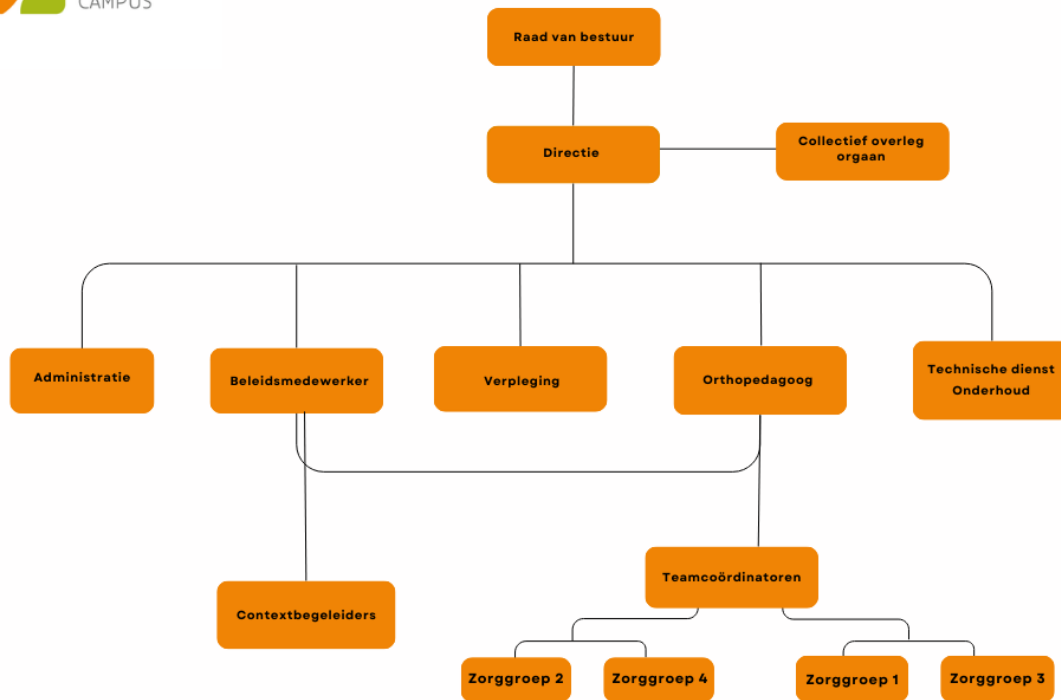 CAMPUS
Raad van bestuur
Directie
Collectief overleg
orgaan
Administratie
Beleidsmedewerker
Verpleging
Orthopedagoog
Technische dienst
Onderhoud
Contextbegeleiders
Teamcoördinatoren
Zorggroep 2
Zorggroep 4
Zorggroep 1
Zorggroep 3